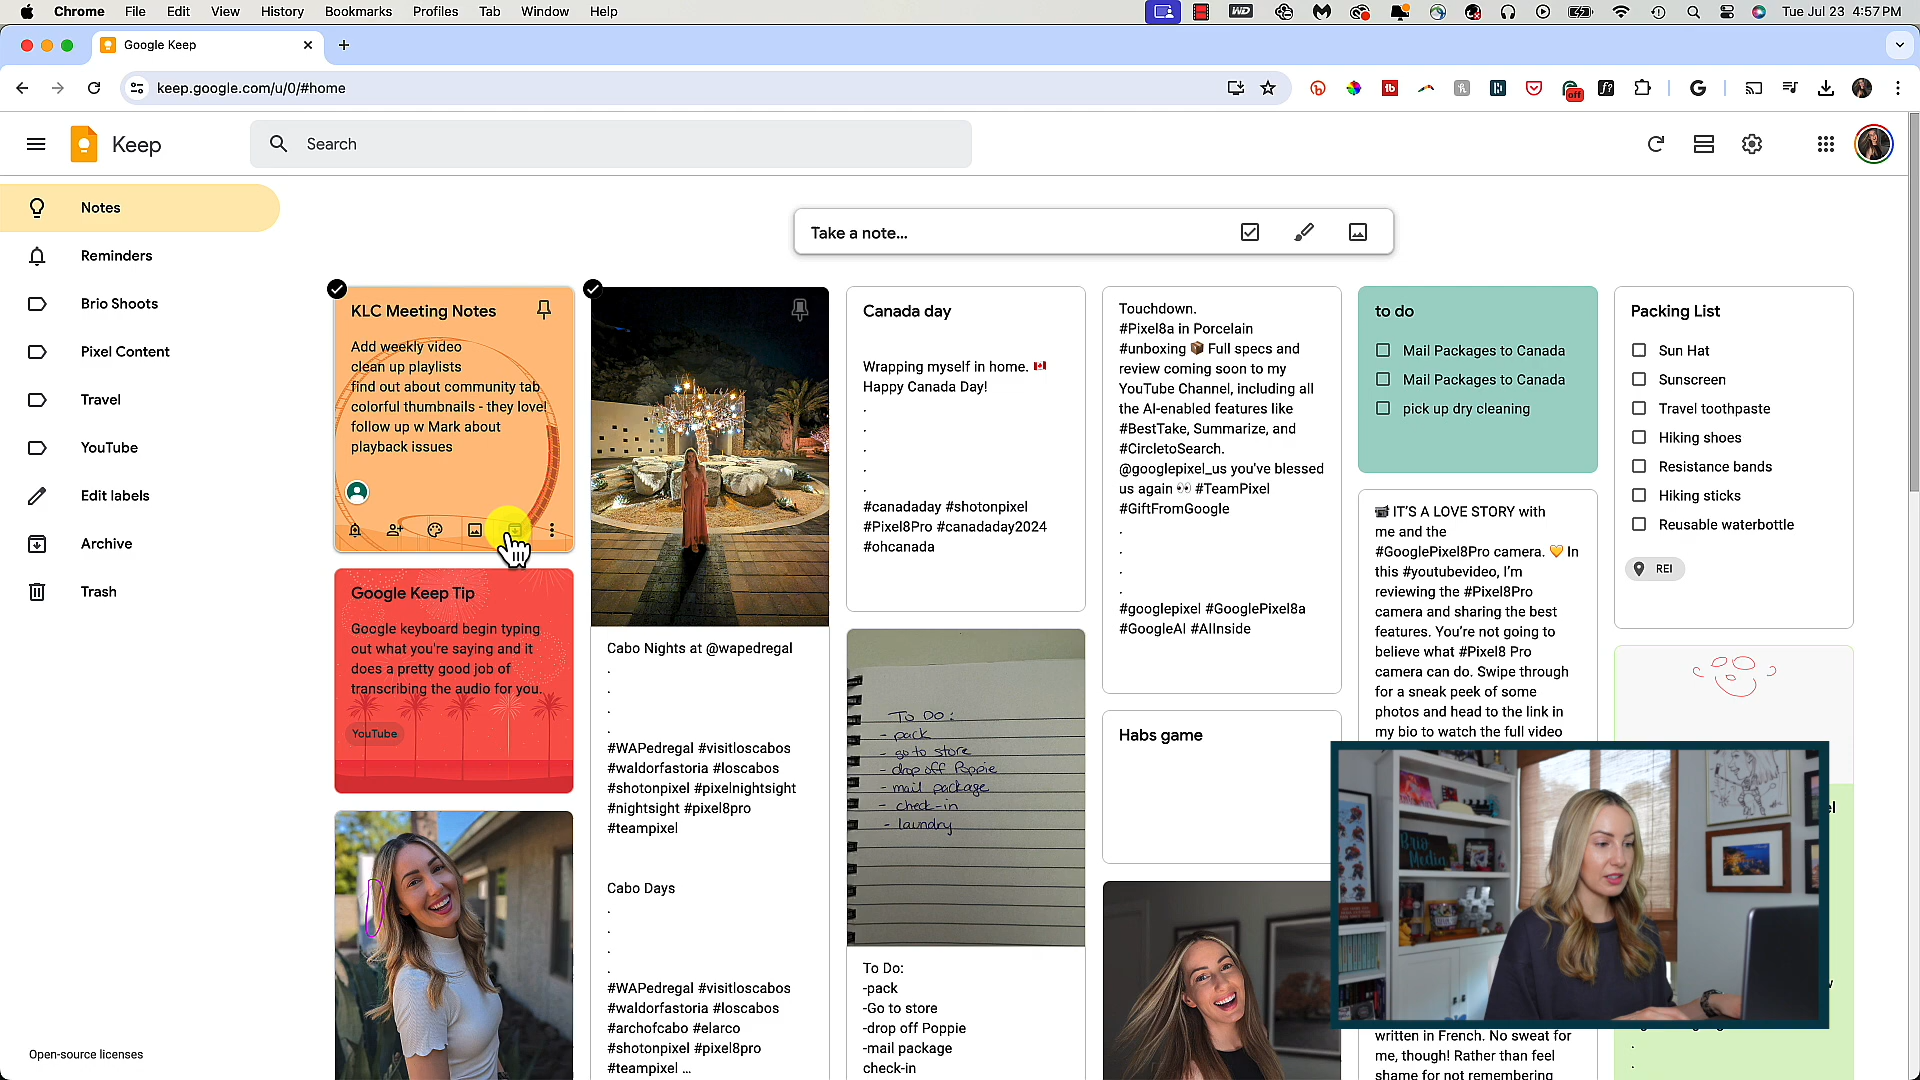 Chrome File Edit View History Bookmarks Profiles Tab Window Help
WD
Tue Jul 23 4:57 PM
Google Keep
keep.google.com/u/0/#home
off
Keep
Search
Notes
Reminders
Brio Shoots
Pixel Content
Travel
YouTube
Edit labels
Archive
Trash
Open-source licenses
Take a note...
KLC Meeting Notes
Add weekly video
clean up playlists
find out about community tab
colorful thumbnails - they love!
follow up w Mark about
playback issues
Google Keep Tip
Google keyboard begin typing
out what you're saying and it
does a pretty good job of
transcribing the audio for you.
YouTube
Cabo Nights at @wapedregal
.
.
.
.
#WAPedregal #visitloscabos
#waldorfastoria #loscabos
#shotonpixel #pixelnightsight
#nightsight #pixel8pro
#teampixel
Cabo Days
.
.
.
.
#WAPedregal #visitloscabos
#waldorfastoria #loscabos
#archofcabo #elarco
#shotonpixel #pixel8pro
#teampixel ...
Canada day
Wrapping myself in home. 🇨🇦
Happy Canada Day!
.
.
.
.
.
#canadaday #shotonpixel
#Pixel8Pro #canadaday2024
#ohcanada
To Do:
- pack
- go to store
- drop off Poppie
- mail package
- check-in
- laundry
To Do:
-pack
-Go to store
-drop off Poppie
-mail package
check-in
Touchdown.
#Pixel8a in Porcelain
#unboxing 📦 Full specs and
review coming soon to my
YouTube Channel, including all
the AI-enabled features like
#BestTake, Summarize, and
#CircletoSearch.
@googlepixel_us you've blessed
us again 👀 #TeamPixel
#GiftFromGoogle
.
.
.
.
#googlepixel #GooglePixel8a
#GoogleAI #AIInside
Habs game
to do
Mail Packages to Canada
Mail Packages to Canada
pick up dry cleaning
📹 IT'S A LOVE STORY with
me and the
#GooglePixel8Pro camera. 💛 In
this #youtubevideo, I'm
reviewing the #Pixel8Pro
camera and sharing the best
features. You're not going to
believe what #Pixel8 Pro
camera can do. Swipe through
for a sneak peek of some
photos and head to the link in
my bio to watch the full video
written in French. No sweat for
me, though! Rather than feel
shame for not remembering
Packing List
Sun Hat
Sunscreen
Travel toothpaste
Hiking shoes
Resistance bands
Hiking sticks
Reusable waterbottle
REI
Brio
Media